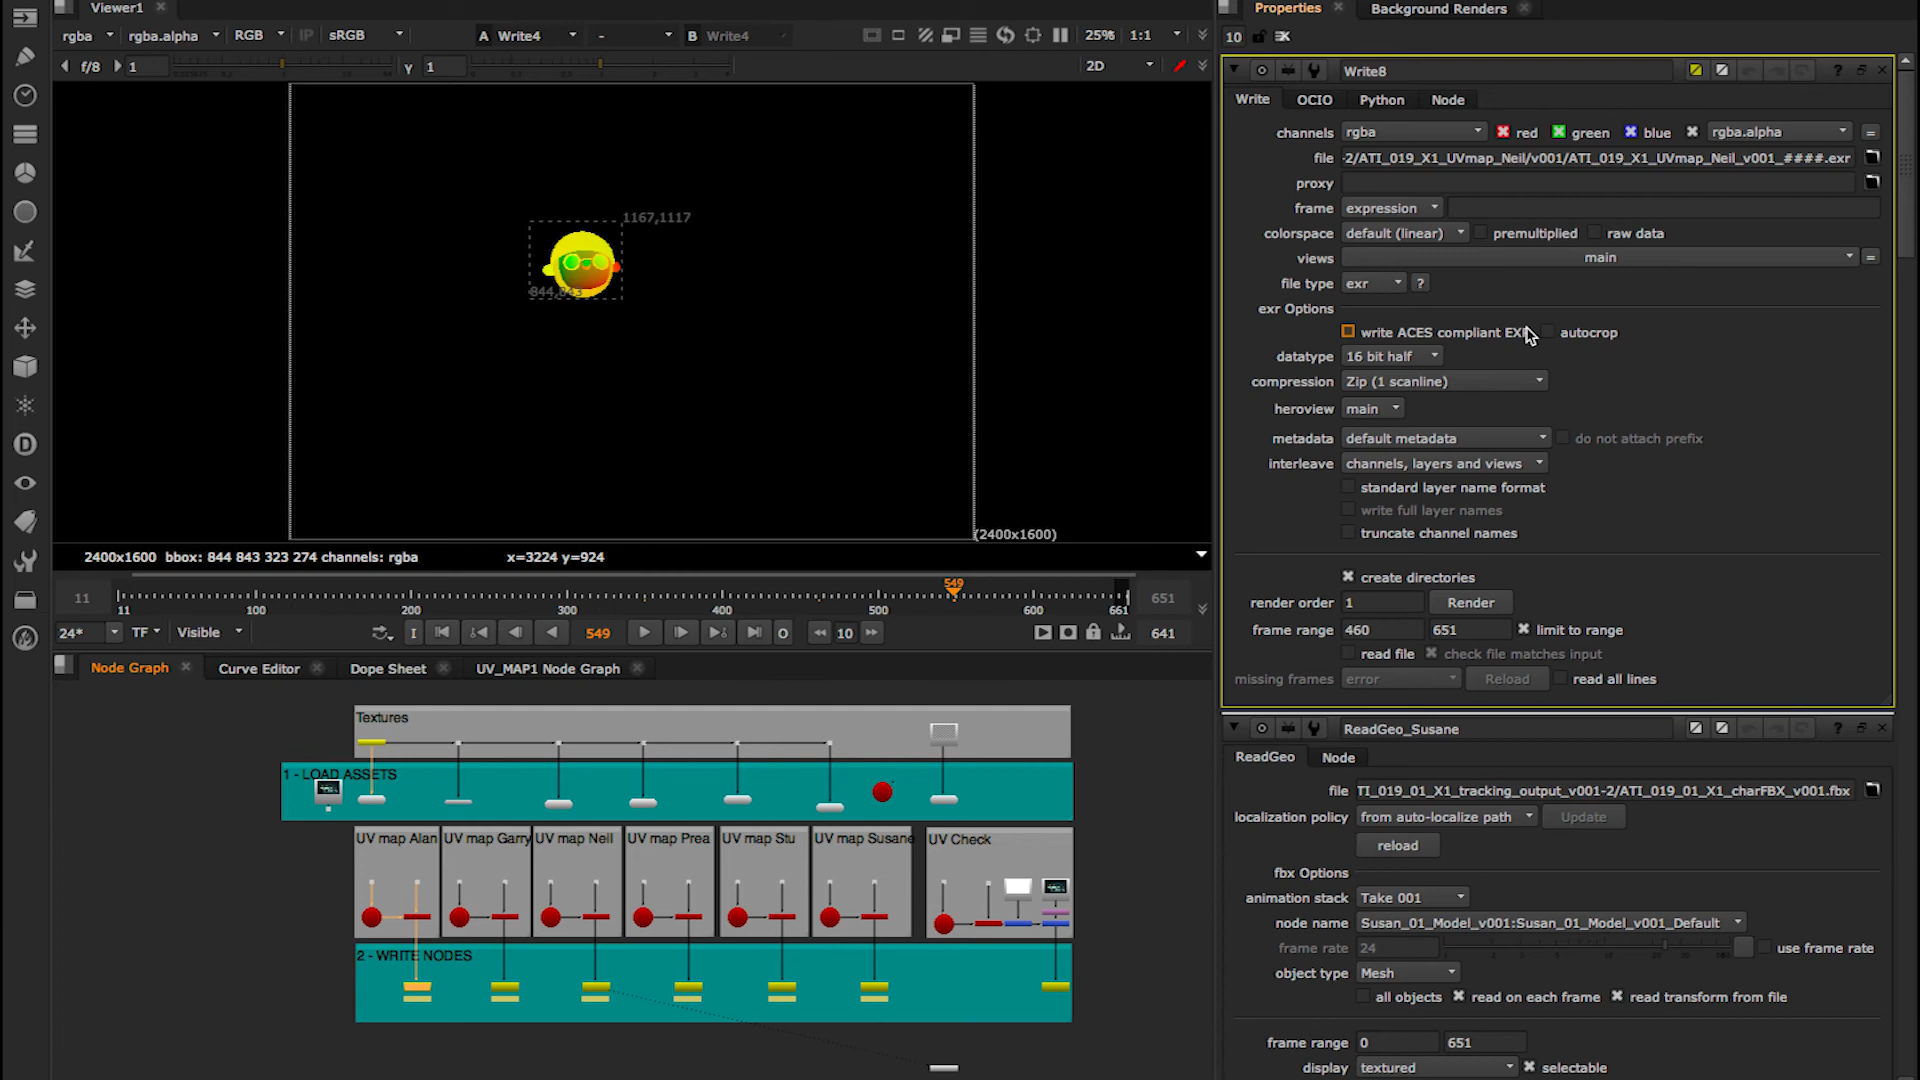 Viewer1
Properties
Background Renders
rgba
rgba.alpha
RGB
IP
sRGB
A Write4
-
B Write4
25%
1:1
10
f/8
1
γ 1
2D
Write8
Write
OCIO
Python
Node
channels rgba red green blue rgba.alpha =
file -2/ATI_019_X1_UVmap_Neil/v001/ATI_019_X1_UVmap_Neil_v001_####.exr
proxy
frame expression
colorspace default (linear) premultiplied raw data
views main =
file type exr ?
exr Options
write ACES compliant EX autocrop
datatype 16 bit half
compression Zip (1 scanline)
heroview main
metadata default metadata do not attach prefix
interleave channels, layers and views
standard layer name format
write full layer names
truncate channel names
create directories
render order 1 Render
frame range 460 651 limit to range
read file check file matches input
missing frames error Reload read all lines
1167,1117
844,843
(2400x1600)
2400x1600 bbox: 844 843 323 274 channels: rgba x=3224 y=924
549
11
651
11 100 200 300 400 500 600 661
24* TF Visible I 549 O 10 641
Node Graph
Curve Editor
Dope Sheet
UV_MAP1 Node Graph
Textures
1 - LOAD ASSETS
UV map Alan
UV map Garry
UV map Neil
UV map Prea
UV map Stu
UV map Susane
UV Check
2 - WRITE NODES
ReadGeo_Susane
ReadGeo
Node
file TI_019_01_X1_tracking_output_v001-2/ATI_019_01_X1_charFBX_v001.fbx
localization policy from auto-localize path Update
reload
fbx Options
animation stack Take 001
node name Susan_01_Model_v001:Susan_01_Model_v001_Default
frame rate 24 use frame rate
object type Mesh
all objects read on each frame read transform from file
frame range 0 651
display textured selectable